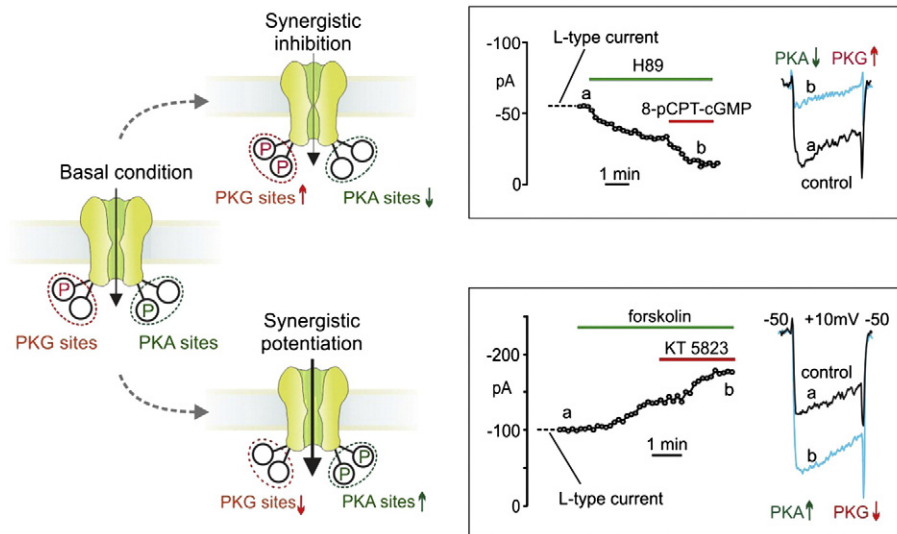 Synergistic
inhibition
P
P
PKG sites↑
PKA sites↓
Basal condition
P
P
PKG sites
PKA sites
Synergistic
potentiation
P
P
PKG sites↓
PKA sites↑
-100
pA
-50
0
L-type current
H89
8-pCPT-cGMP
a
b
1 min
PKA↓ PKG↑
b
a
control
-200
pA
-100
0
forskolin
KT 5823
a
b
1 min
L-type current
-50 +10mV -50
control
a
b
PKA↑ PKG↓